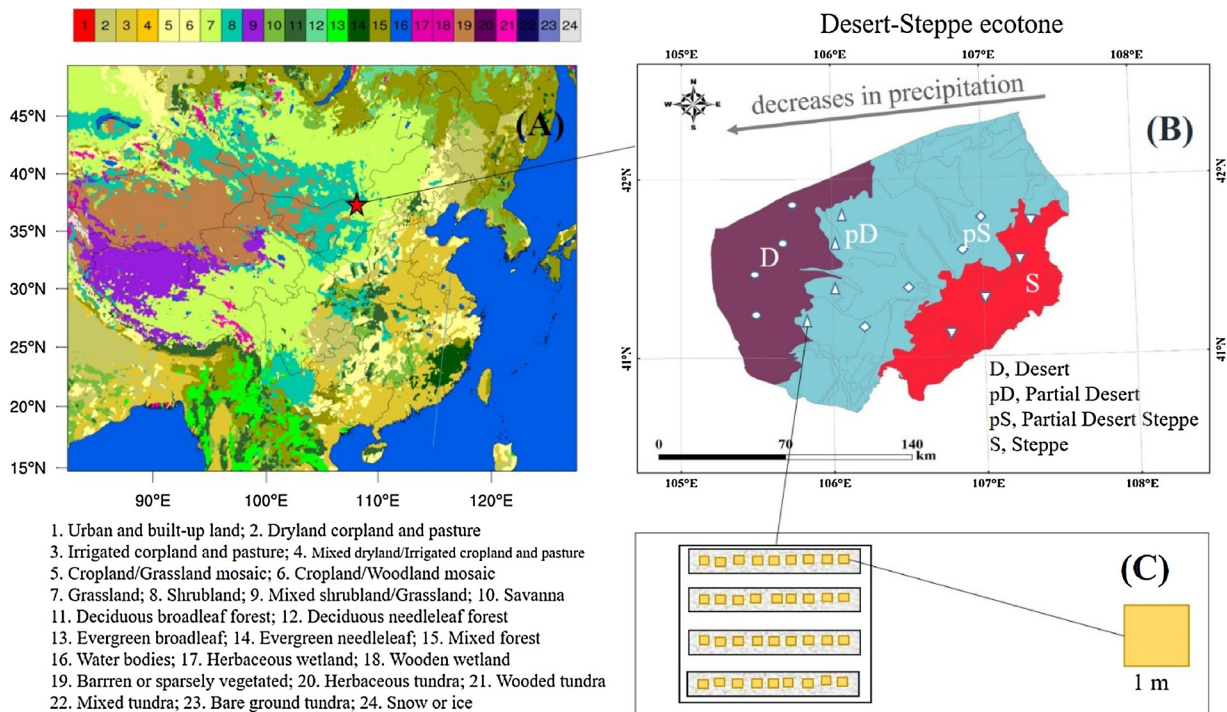 1 2 3 4 5 6 7 8 9 10 11 12 13 14 15 16 17 18 19 20 21 22 23 24
(A)
45°N
40°N
35°N
30°N
25°N
20°N
15°N
90°E 100°E 110°E 120°E
1. Urban and built-up land; 2. Dryland corpland and pasture
3. Irrigated corpland and pasture; 4. Mixed dryland/Irrigated cropland and pasture
5. Cropland/Grassland mosaic; 6. Cropland/Woodland mosaic
7. Grassland; 8. Shrubland; 9. Mixed shrubland/Grassland; 10. Savanna
11. Deciduous broadleaf forest; 12. Deciduous needleleaf forest
13. Evergreen broadleaf; 14. Evergreen needleleaf; 15. Mixed forest
16. Water bodies; 17. Herbaceous wetland; 18. Wooden wetland
19. Barrren or sparsely vegetated; 20. Herbaceous tundra; 21. Wooded tundra
22. Mixed tundra; 23. Bare ground tundra; 24. Snow or ice
Desert-Steppe ecotone
105°E 106°E 107°E 108°E
N
W E
S
decreases in precipitation
(B)
42°N 42°N
D pD pS S
41°N 41°N
D, Desert
pD, Partial Desert
pS, Partial Desert Steppe
S, Steppe
0 70 140
km
105°E 106°E 107°E 108°E
(C)
1 m